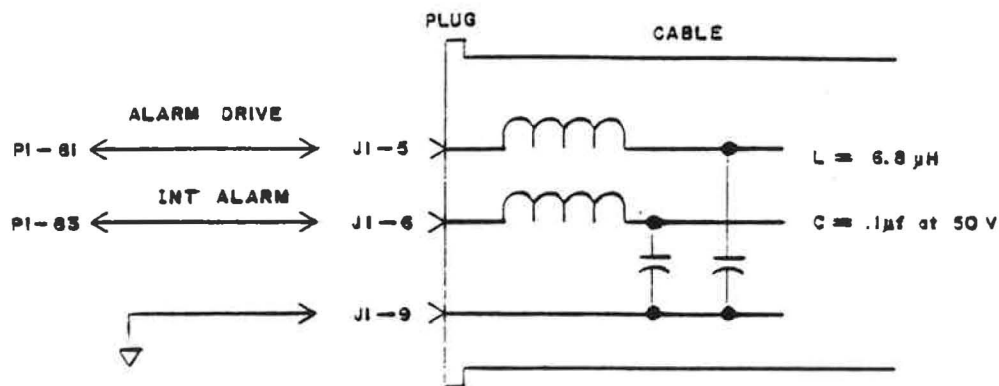 PLUG
CABLE
ALARM DRIVE
P1-61
J1-5
L = 6.8 µH
INT ALARM
P1-63
J1-6
C = .1µf at 50 V
J1-9